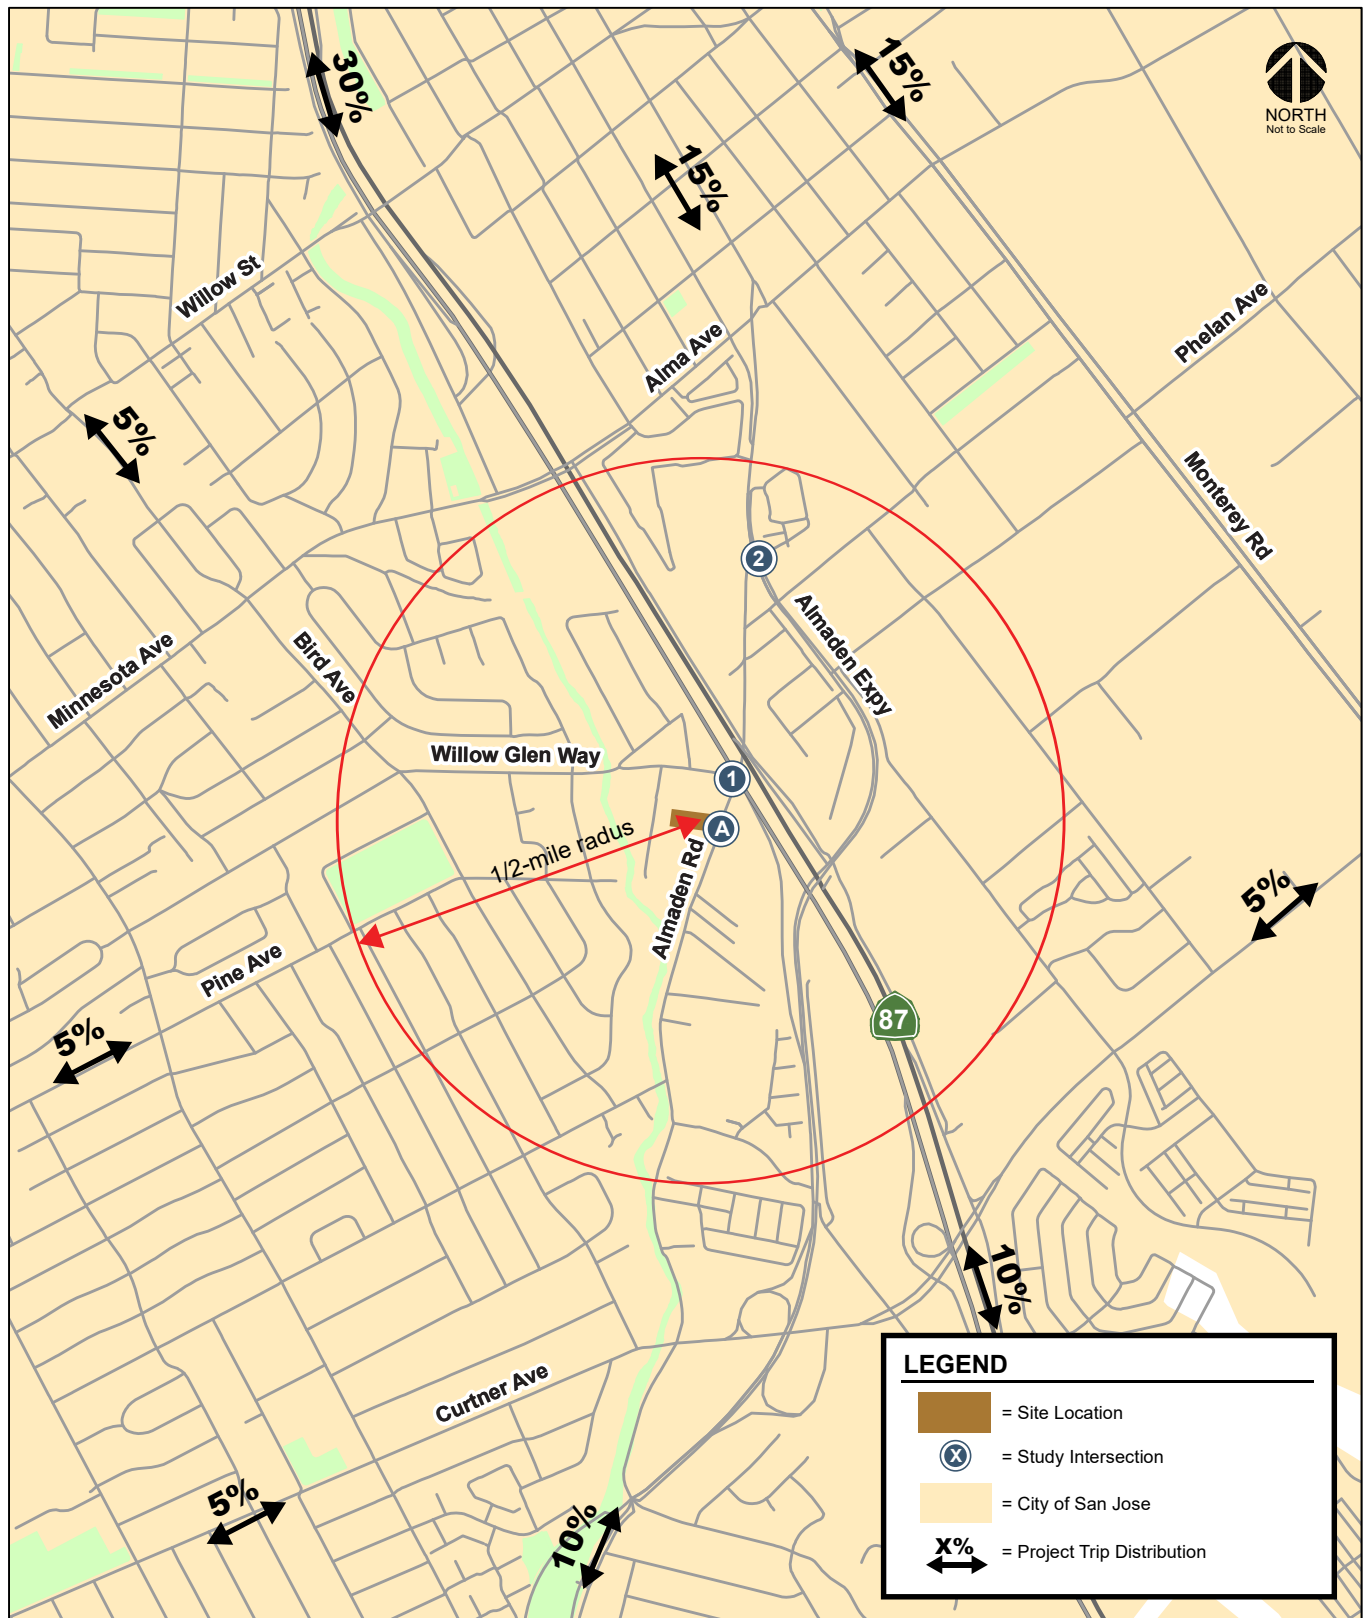 30%
15%
15%
NORTH
Not to Scale
Willow St
Phelan Ave
Alma Ave
5%
Monterey Rd
2
Almaden Expy
Minnesota Ave
Bird Ave
Willow Glen Way
1
A
1/2-mile radus
Almaden Rd
5%
Pine Ave
87
5%
10%
Curtner Ave
5%
10%
LEGEND
= Site Location
X = Study Intersection
= City of San Jose
X% = Project Trip Distribution